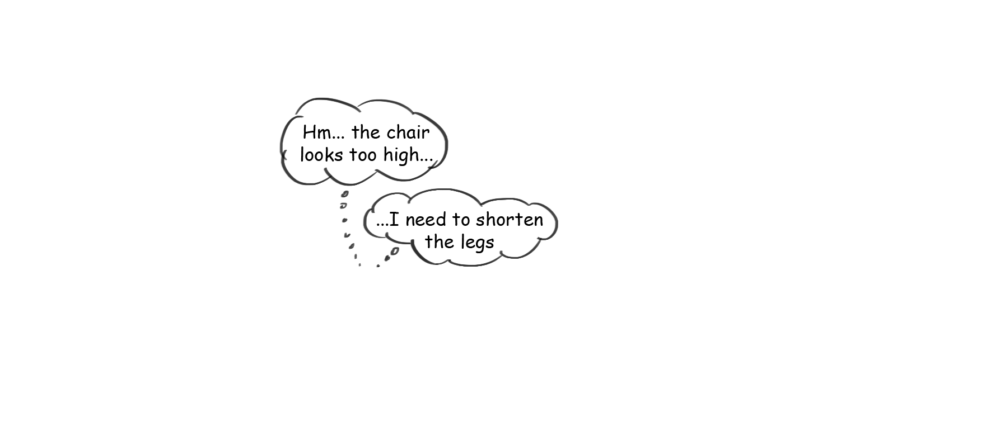 Hm... the chair
looks too high...
...I need to shorten
the legs